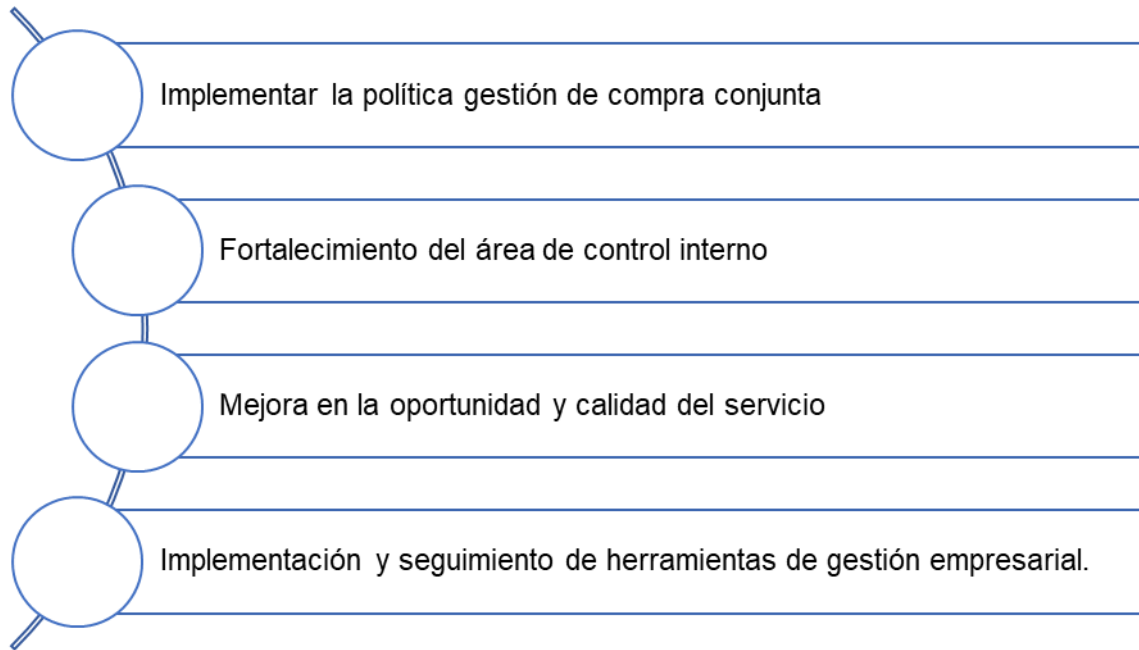 Implementar la política gestión de compra conjunta
Fortalecimiento del área de control interno
Mejora en la oportunidad y calidad del servicio
Implementación y seguimiento de herramientas de gestión empresarial.